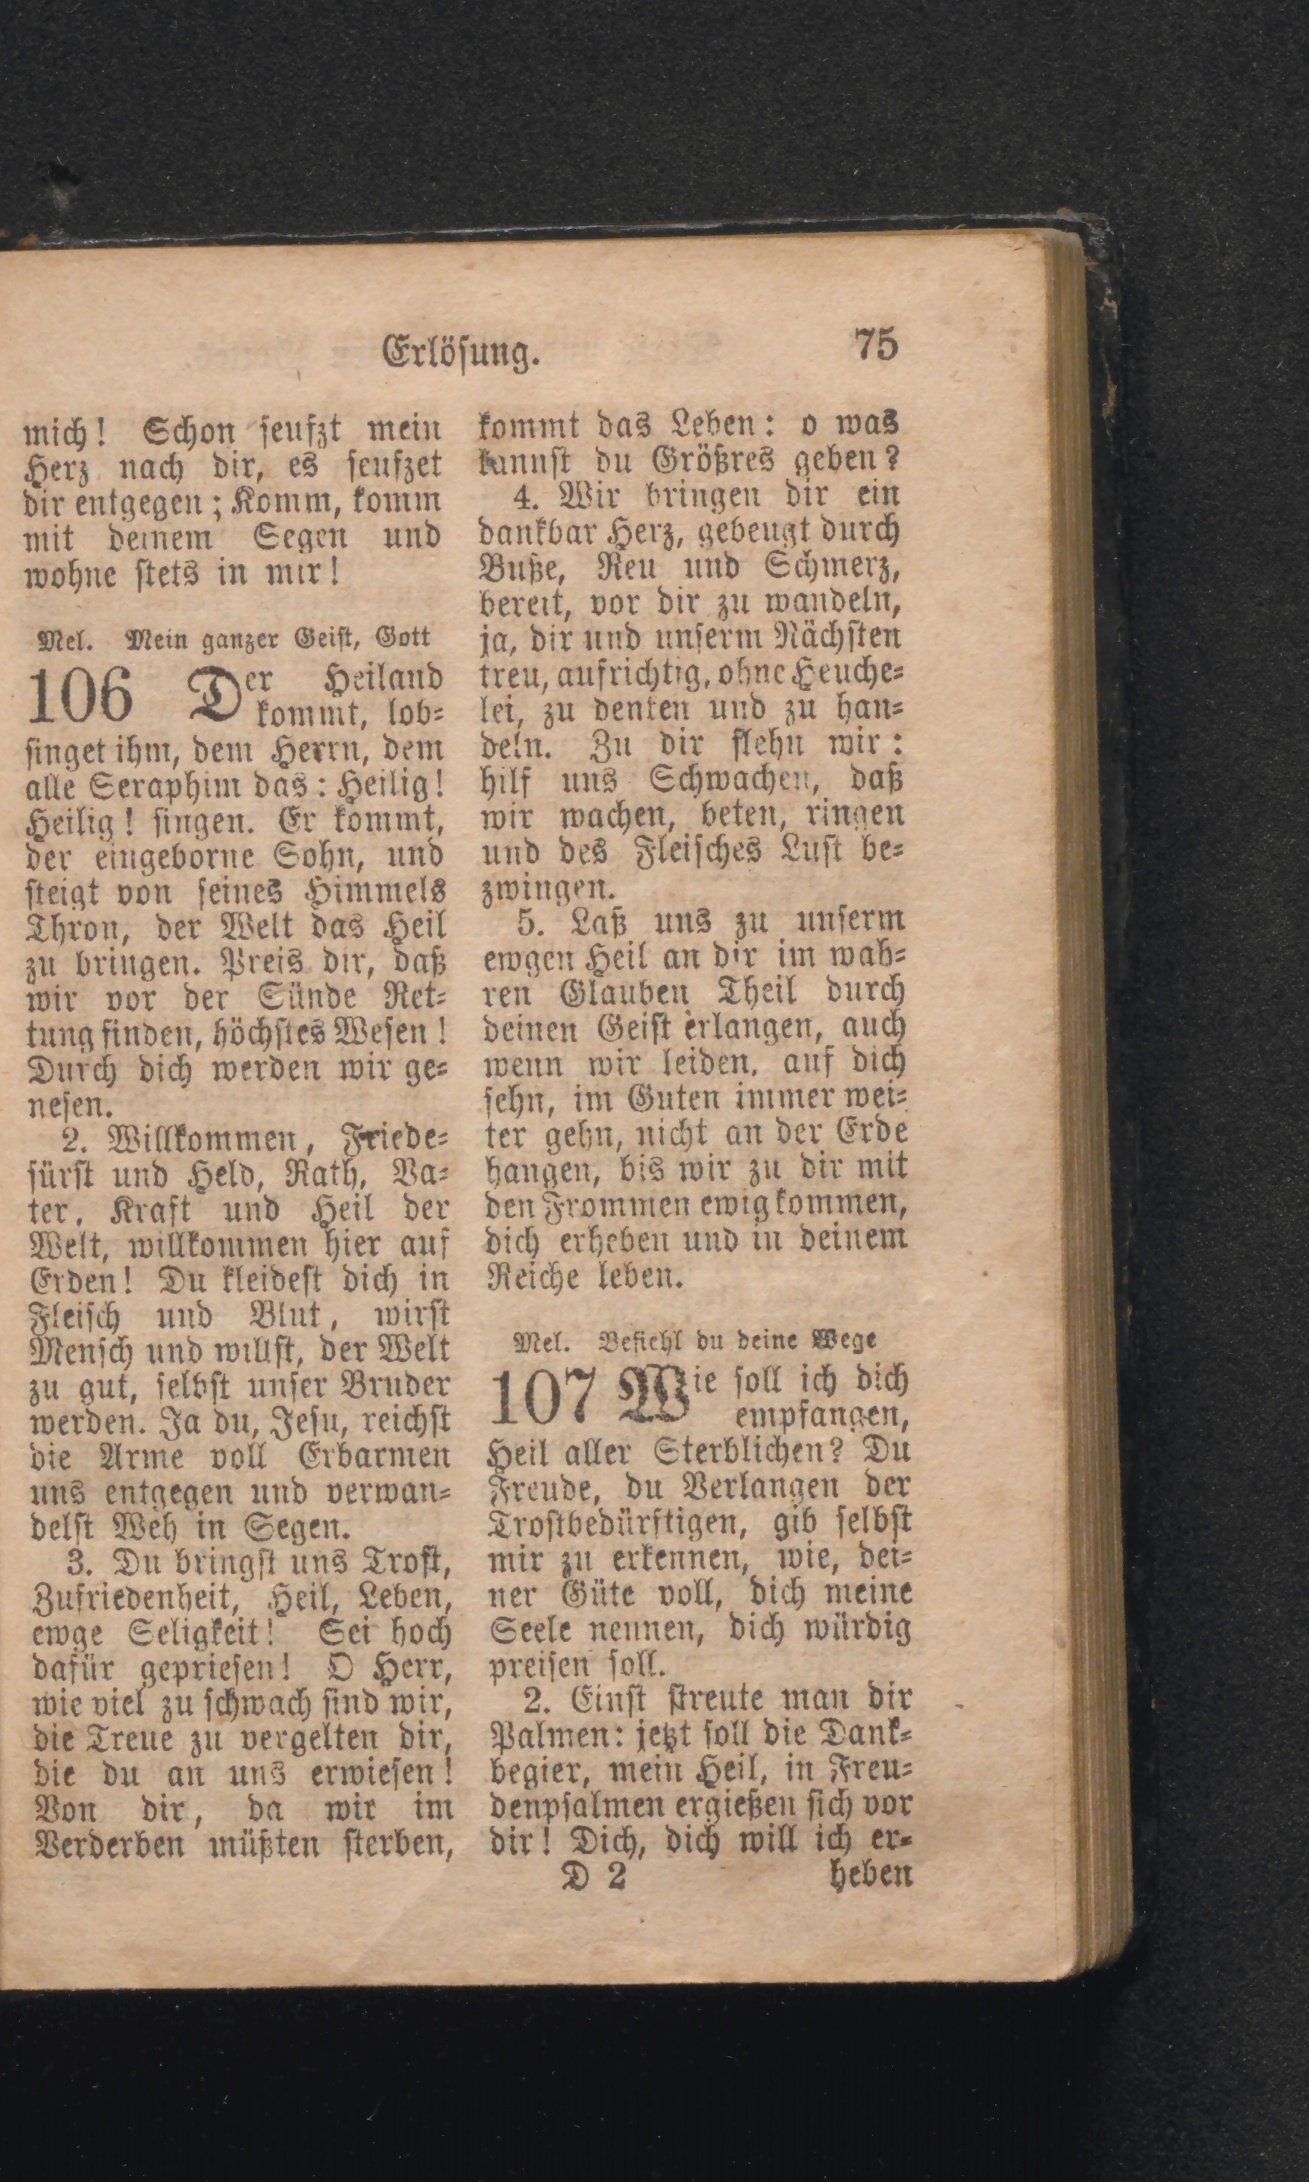 Erlösung.
75
mich! Schon seufzt mein
Herz nach dir, es seufzet
dir entgegen; Komm, komm
mit deinem Segen und
wohne stets in mir!
Mel. Mein ganzer Geist, Gott
106 Der Heiland
kommt, lob-
singet ihm, dem Herrn, dem
alle Seraphim das: Heilig!
Heilig! singen. Er kommt,
der eingeborne Sohn, und
steigt von seines Himmels
Thron, der Welt das Heil
zu bringen. Preis dir, daß
wir vor der Sünde Ret-
tung finden, höchstes Wesen!
Durch dich werden wir ge-
nesen.
2. Willkommen, Friede-
fürst und Held, Rath, Va-
ter, Kraft und Heil der
Welt, willkommen hier auf
Erden! Du kleidest dich in
Fleisch und Blut, wirst
Mensch und willst, der Welt
zu gut, selbst unser Bruder
werden. Ja du, Jesu, reichst
die Arme voll Erbarmen
uns entgegen und verwan-
delst Weh in Segen.
3. Du bringst uns Trost,
Zufriedenheit, Heil, Leben,
ewge Seligkeit! Sei hoch
dafür gepriesen! O Herr,
wie viel zu schwach sind wir,
die Treue zu vergelten dir,
die du an uns erwiesen!
Von dir, da wir im
Verderben müßten sterben,
kommt das Leben: o was
kannst du Größres geben?
4. Wir bringen dir ein
dankbar Herz, gebeugt durch
Buße, Reu und Schmerz,
bereit, vor dir zu wandeln,
ja, dir und unserm Nächsten
treu, aufrichtig, ohne Heuche-
lei, zu denken und zu han-
deln. Zu dir flehn wir:
hilf uns Schwachen, daß
wir wachen, beten, ringen
und des Fleisches Lust be-
zwingen.
5. Laß uns zu unserm
ewgen Heil an dir im wah-
ren Glauben Theil durch
deinen Geist erlangen, auch
wenn wir leiden, auf dich
sehn, im Guten immer wei-
ter gehn, nicht an der Erde
hangen, bis wir zu dir mit
den Frommen ewig kommen,
dich erheben und in deinem
Reiche leben.
Mel. Befiehl du deine Wege
107 Wie soll ich dich
empfangen,
Heil aller Sterblichen? Du
Freude, du Verlangen der
Trostbedürftigen, gib selbst
mir zu erkennen, wie, dei-
ner Güte voll, dich meine
Seele nennen, dich würdig
preisen soll.
2. Einst streute man dir
Palmen: jetzt soll die Dank-
begier, mein Heil, in Freu-
denpsalmen ergießen sich vor
dir! Dich, dich will ich er-
D 2
heben